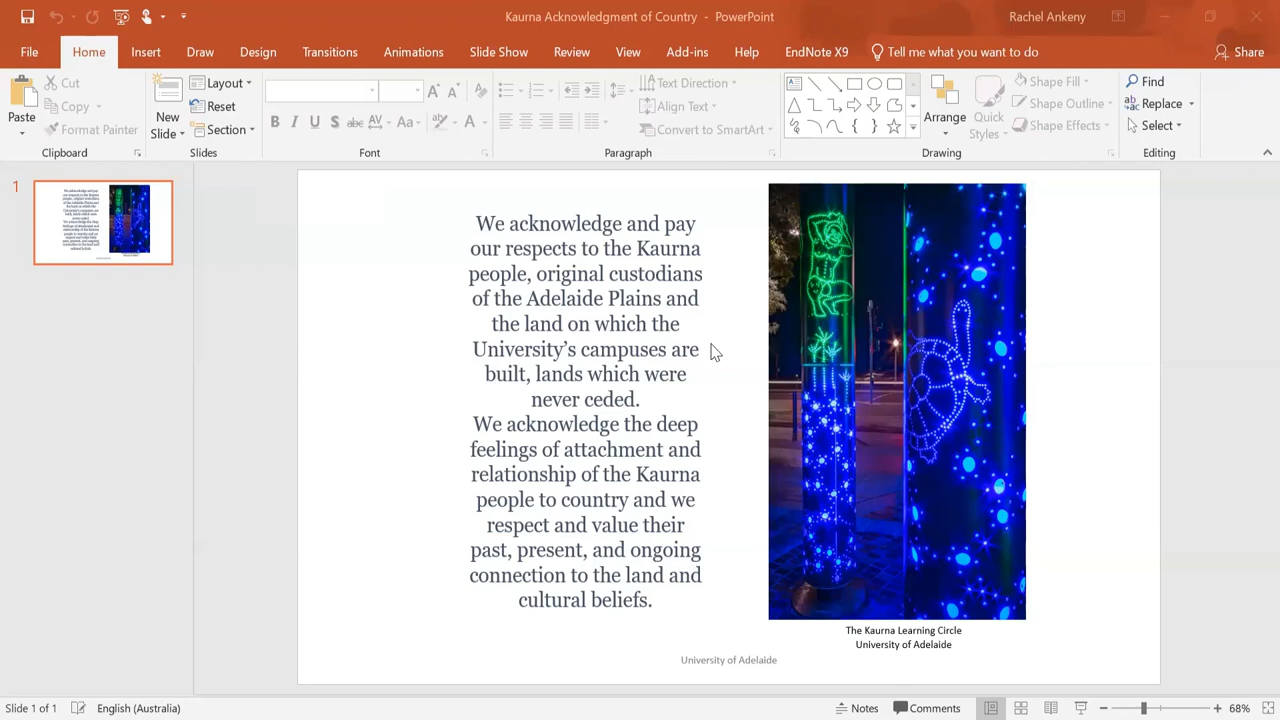 Kaurna Acknowledgment of Country - PowerPoint
Rachel Ankeny
File Home Insert Draw Design Transitions Animations Slide Show Review View Add-ins Help EndNote X9 Tell me what you want to do Share
Paste
Cut
Copy
Format Painter
Clipboard
New
Slide
Layout
Reset
Section
Slides
B I U S abc AV Aa A
Font
Text Direction
Align Text
Convert to SmartArt
Paragraph
Arrange
Quick
Styles
Shape Fill
Shape Outline
Shape Effects
Drawing
Find
Replace
Select
Editing
1
We acknowledge and pay
our respects to the Kaurna
people, original custodians
of the Adelaide Plains and
the land on which the
University’s campuses are
built, lands which were
never ceded.
We acknowledge the deep
feelings of attachment and
relationship of the Kaurna
people to country and we
respect and value their
past, present, and ongoing
connection to the land and
cultural beliefs.
The Kaurna Learning Circle
University of Adelaide
University of Adelaide
Slide 1 of 1 English (Australia) Notes Comments 68%